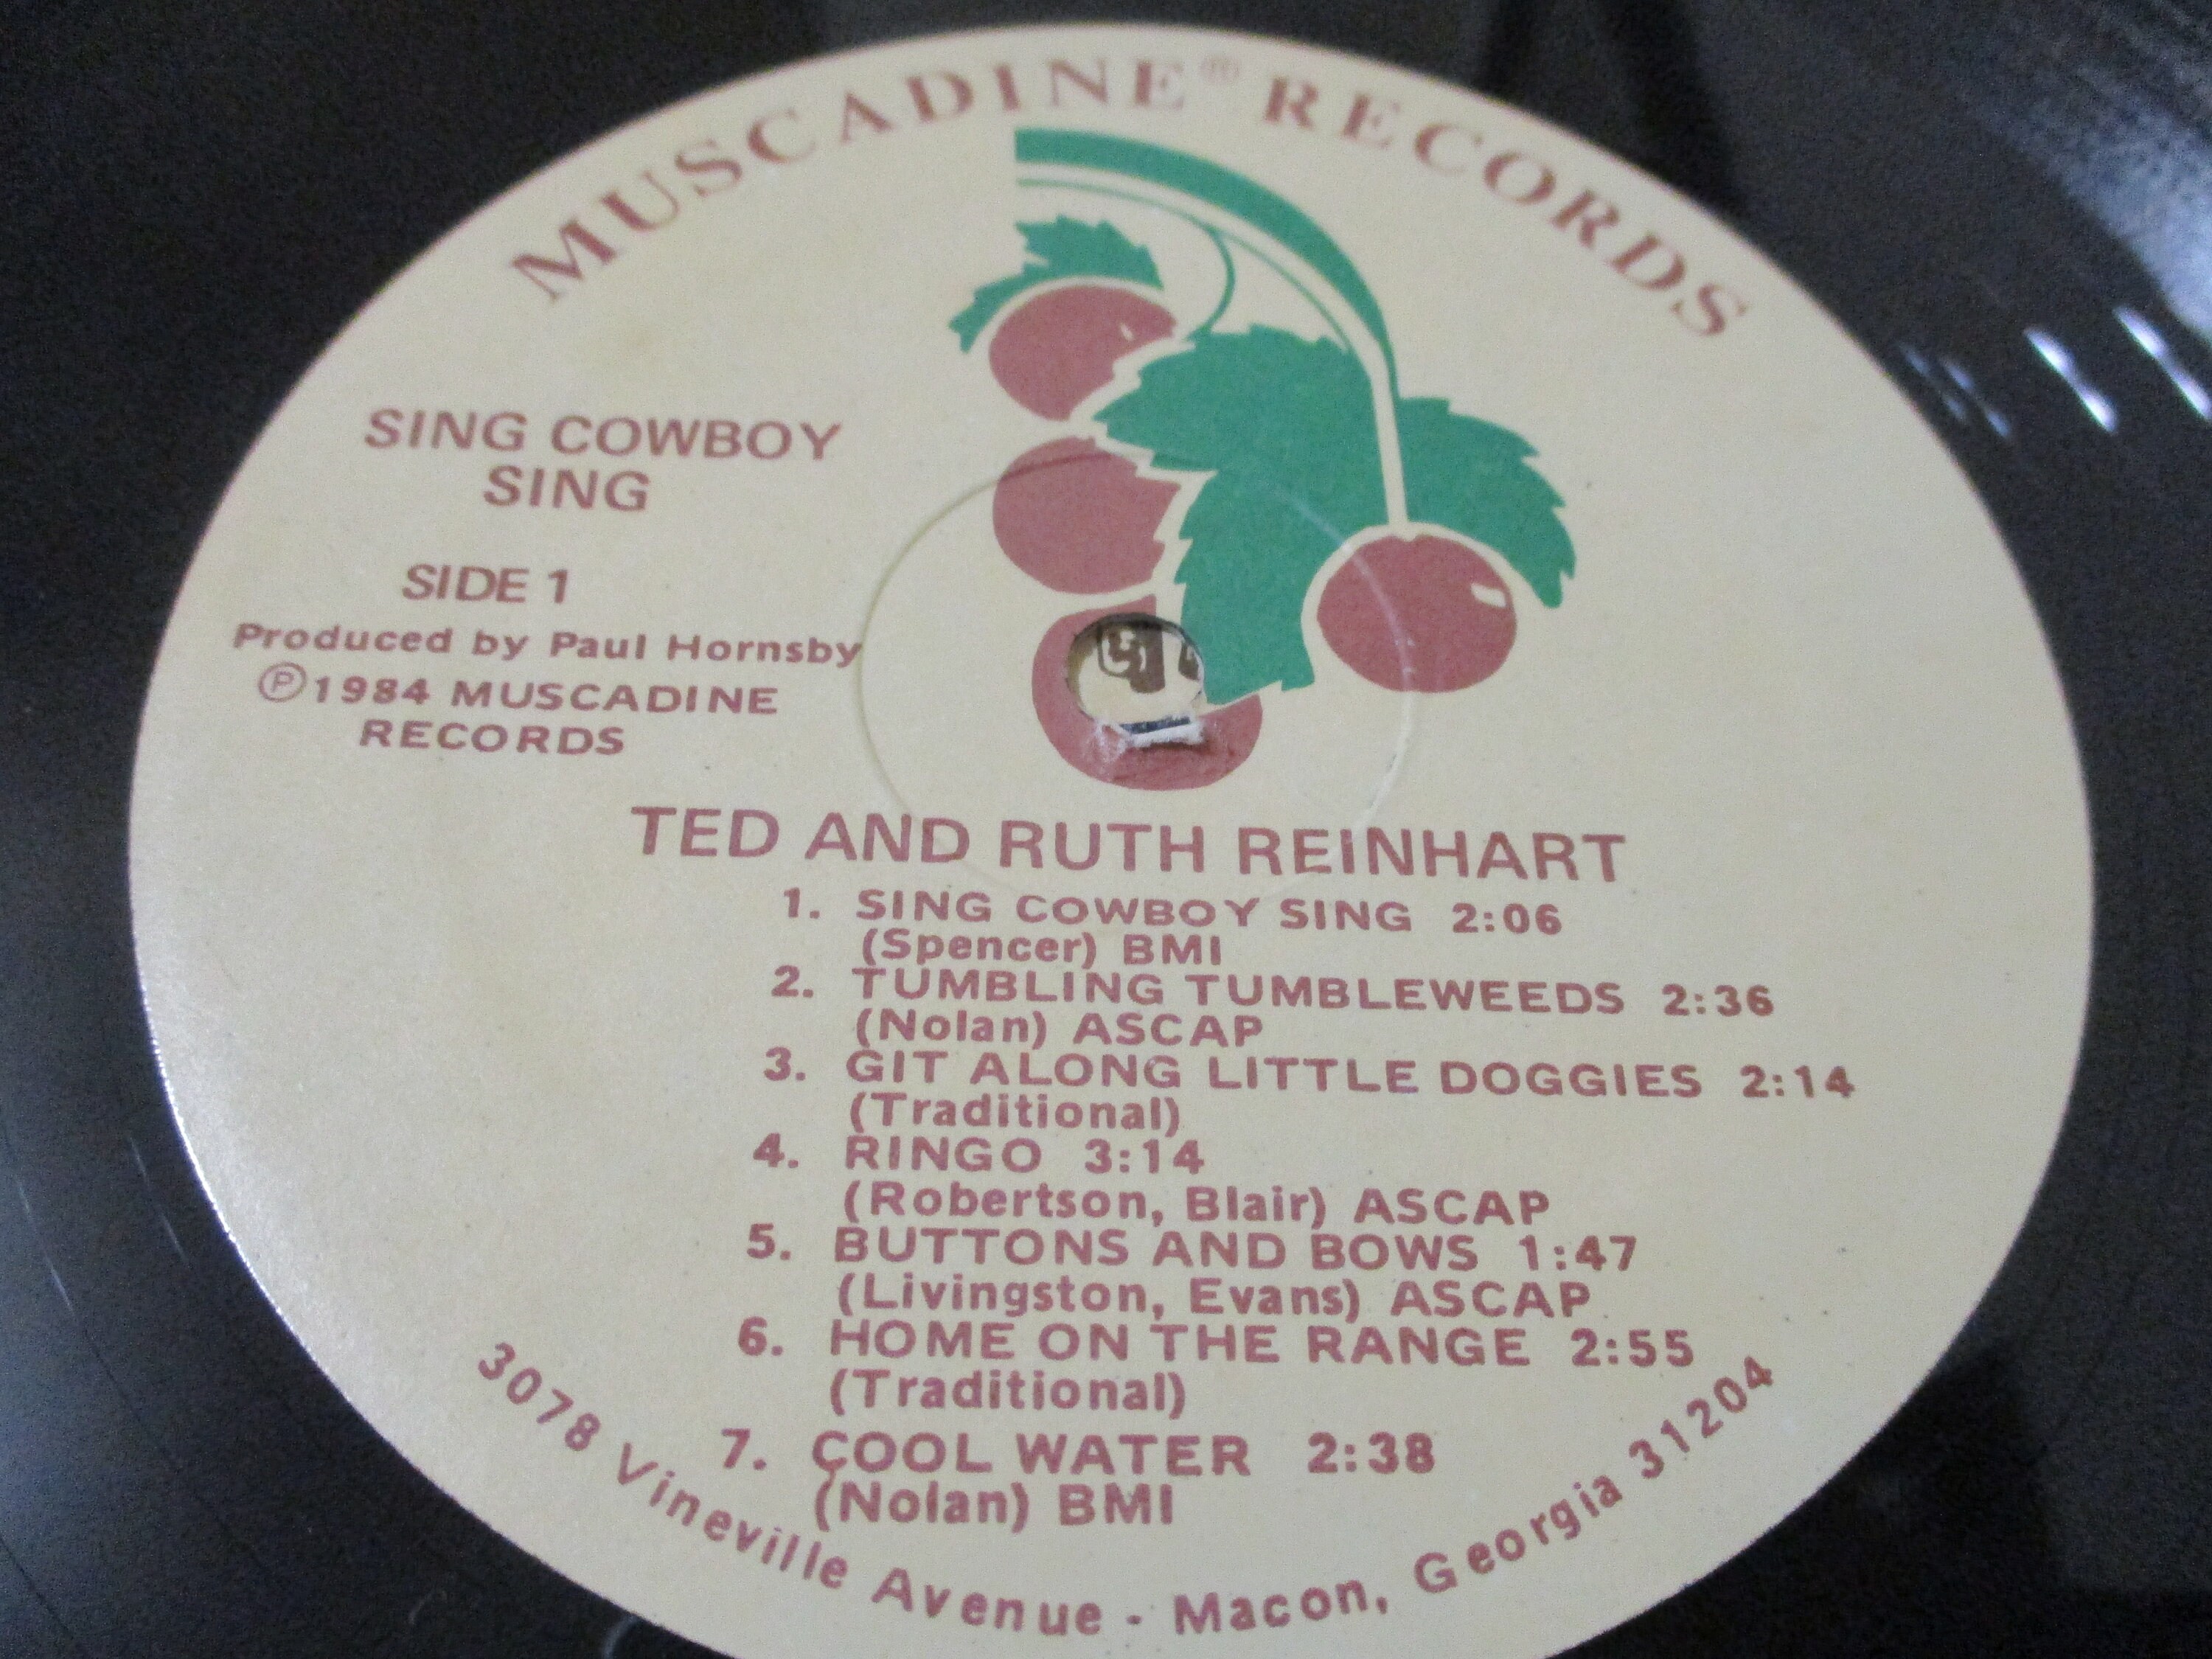 MUSCADINE® RECORDS
SING COWBOY
SING
SIDE 1
Produced by Paul Hornsby
Ⓟ1984 MUSCADINE
RECORDS
TED AND RUTH REINHART
1. SING COWBOY SING 2:06
(Spencer) BMI
2. TUMBLING TUMBLEWEEDS 2:36
(Nolan) ASCAP
3. GIT ALONG LITTLE DOGGIES 2:14
(Traditional)
4. RINGO 3:14
(Robertson, Blair) ASCAP
5. BUTTONS AND BOWS 1:47
(Livingston, Evans) ASCAP
6. HOME ON THE RANGE 2:55
(Traditional)
7. COOL WATER 2:38
(Nolan) BMI
3078 Vineville Avenue - Macon, Georgia 31204